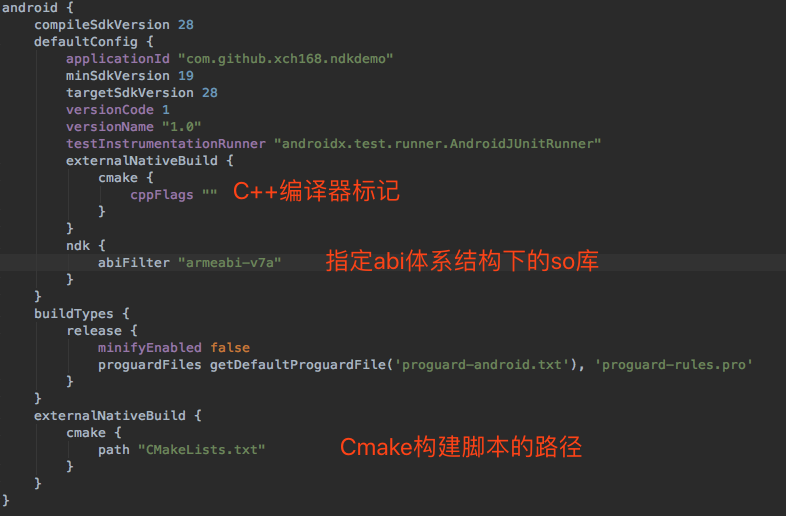 android {
compileSdkVersion 28
defaultConfig {
applicationId "com.github.xch168.ndkdemo"
minSdkVersion 19
targetSdkVersion 28
versionCode 1
versionName "1.0"
testInstrumentationRunner "androidx.test.runner.AndroidJUnitRunner"
externalNativeBuild {
cmake {
cppFlags "" C++编译器标记
}
}
ndk {
abiFilter "armeabi-v7a" 指定abi体系结构下的so库
}
}
buildTypes {
release {
minifyEnabled false
proguardFiles getDefaultProguardFile('proguard-android.txt'), 'proguard-rules.pro'
}
}
externalNativeBuild {
cmake {
path "CMakeLists.txt" Cmake构建脚本的路径
}
}
}